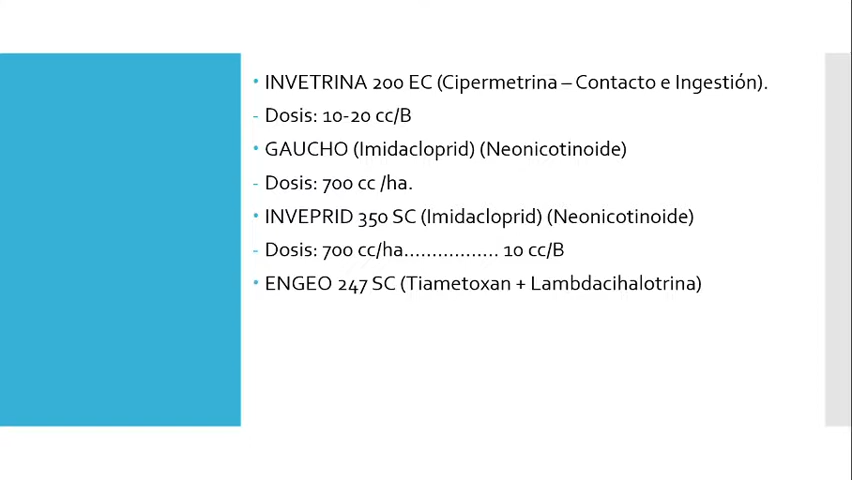 • INVETRINA 200 EC (Cipermetrina – Contacto e Ingestión).
- Dosis: 10-20 cc/B
• GAUCHO (Imidacloprid) (Neonicotinoide)
- Dosis: 700 cc /ha.
• INVEPRID 350 SC (Imidacloprid) (Neonicotinoide)
- Dosis: 700 cc/ha................. 10 cc/B
• ENGEO 247 SC (Tiametoxan + Lambdacihalotrina)